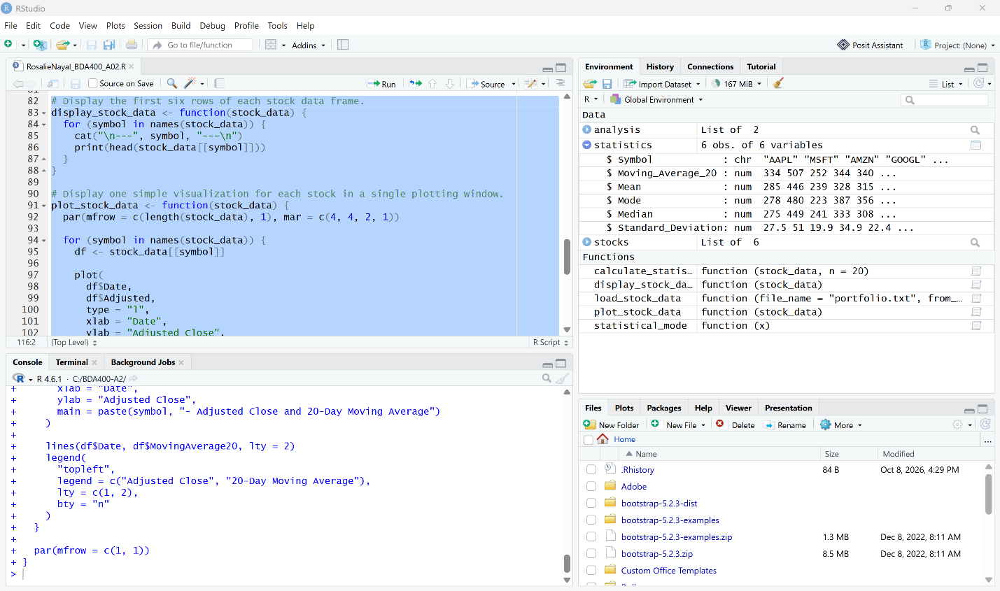 RStudio
File Edit Code View Plots Session Build Debug Profile Tools Help
Go to file/function Addins Posit Assistant Project: (None)
RosalieNayal_BDA400_A02.R
Source on Save Run Source
82 # Display the first six rows of each stock data frame.
83 display_stock_data <- function(stock_data) {
84 for (symbol in names(stock_data)) {
85 cat("\n---", symbol, "---\n")
86 print(head(stock_data[[symbol]]))
87 }
88 }
89
90 # Display one simple visualization for each stock in a single plotting window.
91 plot_stock_data <- function(stock_data) {
92 par(mfrow = c(length(stock_data), 1), mar = c(4, 4, 2, 1))
93
94 for (symbol in names(stock_data)) {
95 df <- stock_data[[symbol]]
96
97 plot(
98 df$Date,
99 df$Adjusted,
100 type = "l",
101 xlab = "Date",
102 ylab = "Adjusted Close",
116:2 (Top Level) R Script
Console Terminal Background Jobs
R 4.6.1 · C:/BDA400-A2/
+ xlab = "Date",
+ ylab = "Adjusted Close",
+ main = paste(symbol, "- Adjusted Close and 20-Day Moving Average")
+ )
+
+ lines(df$Date, df$MovingAverage20, lty = 2)
+ legend(
+ "topleft",
+ legend = c("Adjusted Close", "20-Day Moving Average"),
+ lty = c(1, 2),
+ bty = "n"
+ )
+ }
+
+ par(mfrow = c(1, 1))
+ }
>
Environment History Connections Tutorial
Import Dataset 167 MiB List
R Global Environment
Data
analysis List of 2
statistics 6 obs. of 6 variables
$ Symbol : chr "AAPL" "MSFT" "AMZN" "GOOGL" ...
$ Moving_Average_20 : num 334 507 252 344 340 ...
$ Mean : num 285 446 239 328 315 ...
$ Mode : num 278 480 223 387 356 ...
$ Median : num 275 449 241 333 308 ...
$ Standard_Deviation: num 27.5 51 19.9 34.9 22.4 ...
stocks List of 6
Functions
calculate_statis… function (stock_data, n = 20)
display_stock_da… function (stock_data)
load_stock_data function (file_name = "portfolio.txt", from_…
plot_stock_data function (stock_data)
statistical_mode function (x)
Files Plots Packages Help Viewer Presentation
New Folder New File Delete Rename More
Home ...
Name Size Modified
.Rhistory 84 B Oct 8, 2026, 4:29 PM
Adobe
bootstrap-5.2.3-dist
bootstrap-5.2.3-examples
bootstrap-5.2.3-examples.zip 1.3 MB Dec 8, 2022, 8:11 AM
bootstrap-5.2.3.zip 8.5 MB Dec 8, 2022, 8:11 AM
Custom Office Templates